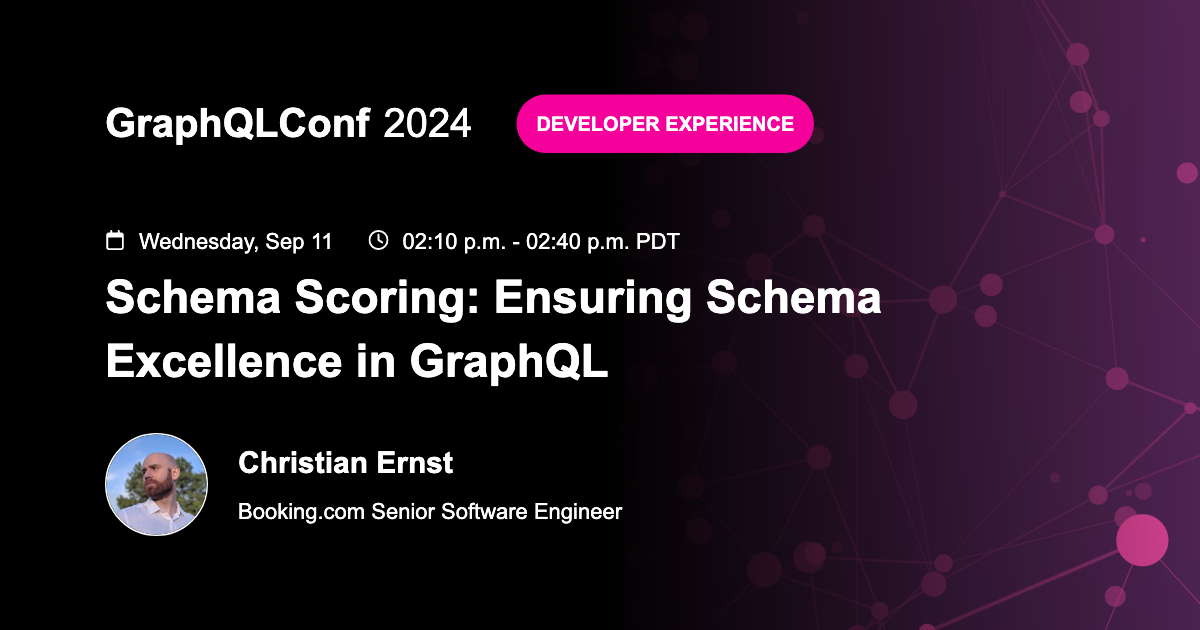 GraphQLConf 2024
DEVELOPER EXPERIENCE
Wednesday, Sep 11
02:10 p.m. - 02:40 p.m. PDT
Schema Scoring: Ensuring Schema
Excellence in GraphQL
Christian Ernst
Booking.com Senior Software Engineer